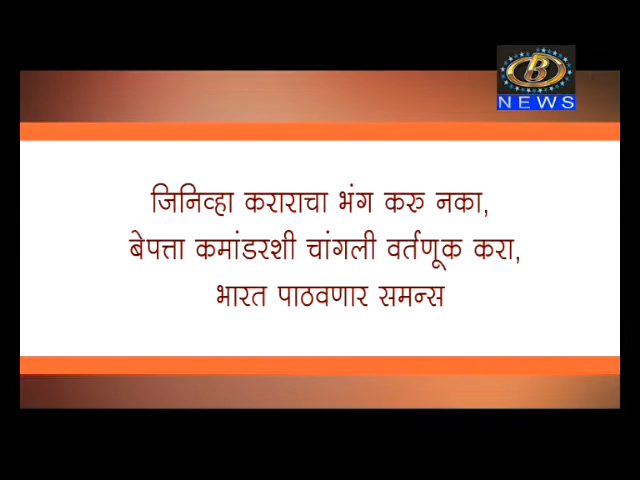 B
NEWS
जिनिव्हा कराराचा भंग करु नका,
बेपत्ता कमांडरशी चांगली वर्तणूक करा,
भारत पाठवणार समन्स